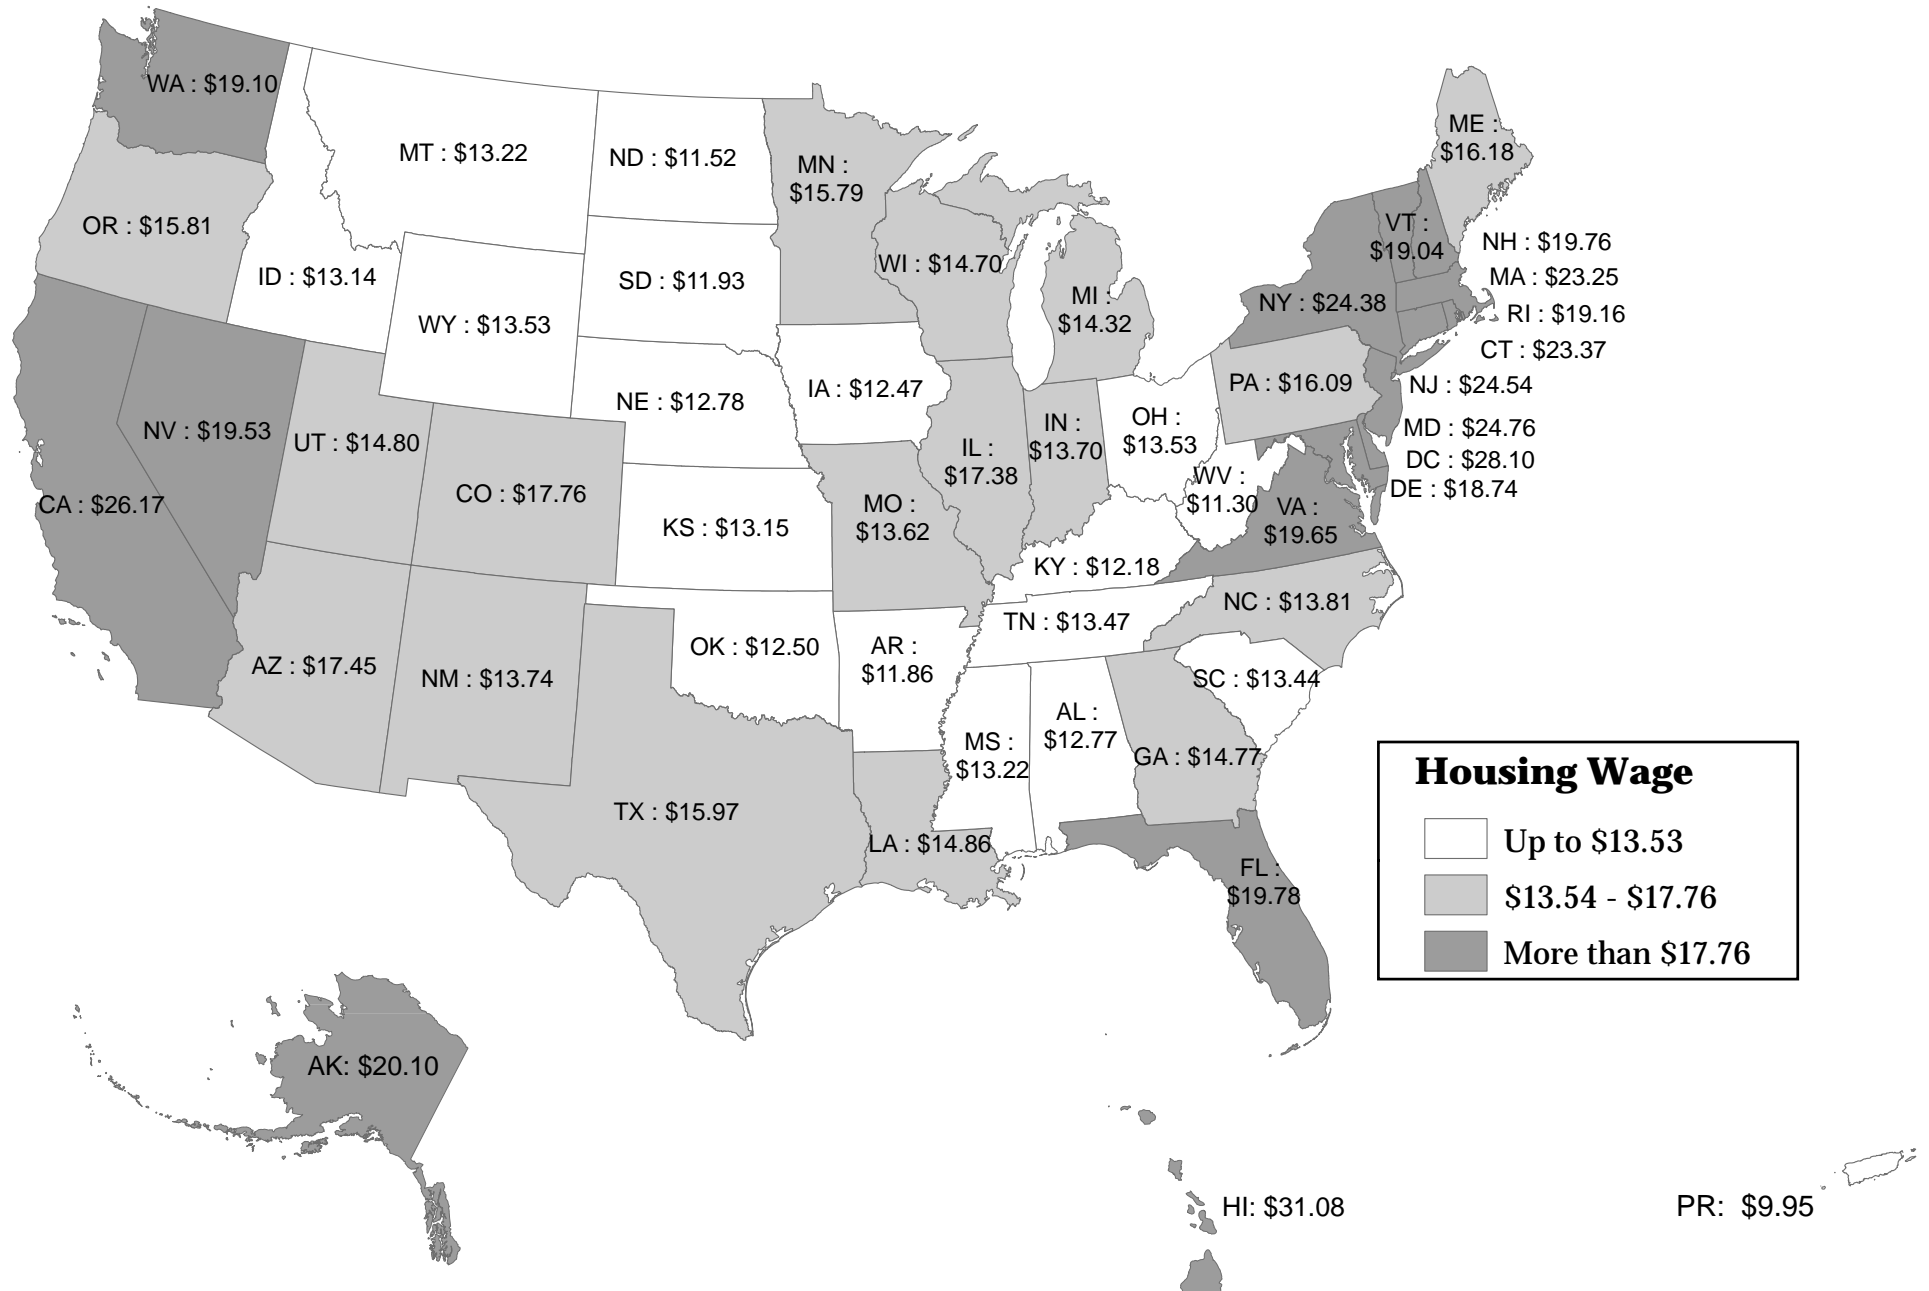 WA : $19.10
MT : $13.22
ND : $11.52
MN :
$15.79
ME :
$16.18
OR : $15.81
ID : $13.14
WY : $13.53
SD : $11.93
WI : $14.70
MI :
$14.32
VT :
$19.04
NH : $19.76
MA : $23.25
NY : $24.38
RI : $19.16
CT : $23.37
NJ : $24.54
PA : $16.09
MD : $24.76
DC : $28.10
DE : $18.74
NV : $19.53
UT : $14.80
NE : $12.78
IA : $12.47
IL :
$17.38
IN :
$13.70
OH :
$13.53
WV :
$11.30
VA :
$19.65
CA : $26.17
CO : $17.76
KS : $13.15
MO :
$13.62
KY : $12.18
NC : $13.81
TN : $13.47
AZ : $17.45
NM : $13.74
OK : $12.50
AR :
$11.86
SC : $13.44
MS :
$13.22
AL :
$12.77
GA : $14.77
TX : $15.97
LA : $14.86
FL :
$19.78
Housing Wage
Up to $13.53
$13.54 - $17.76
More than $17.76
AK: $20.10
HI: $31.08
PR: $9.95